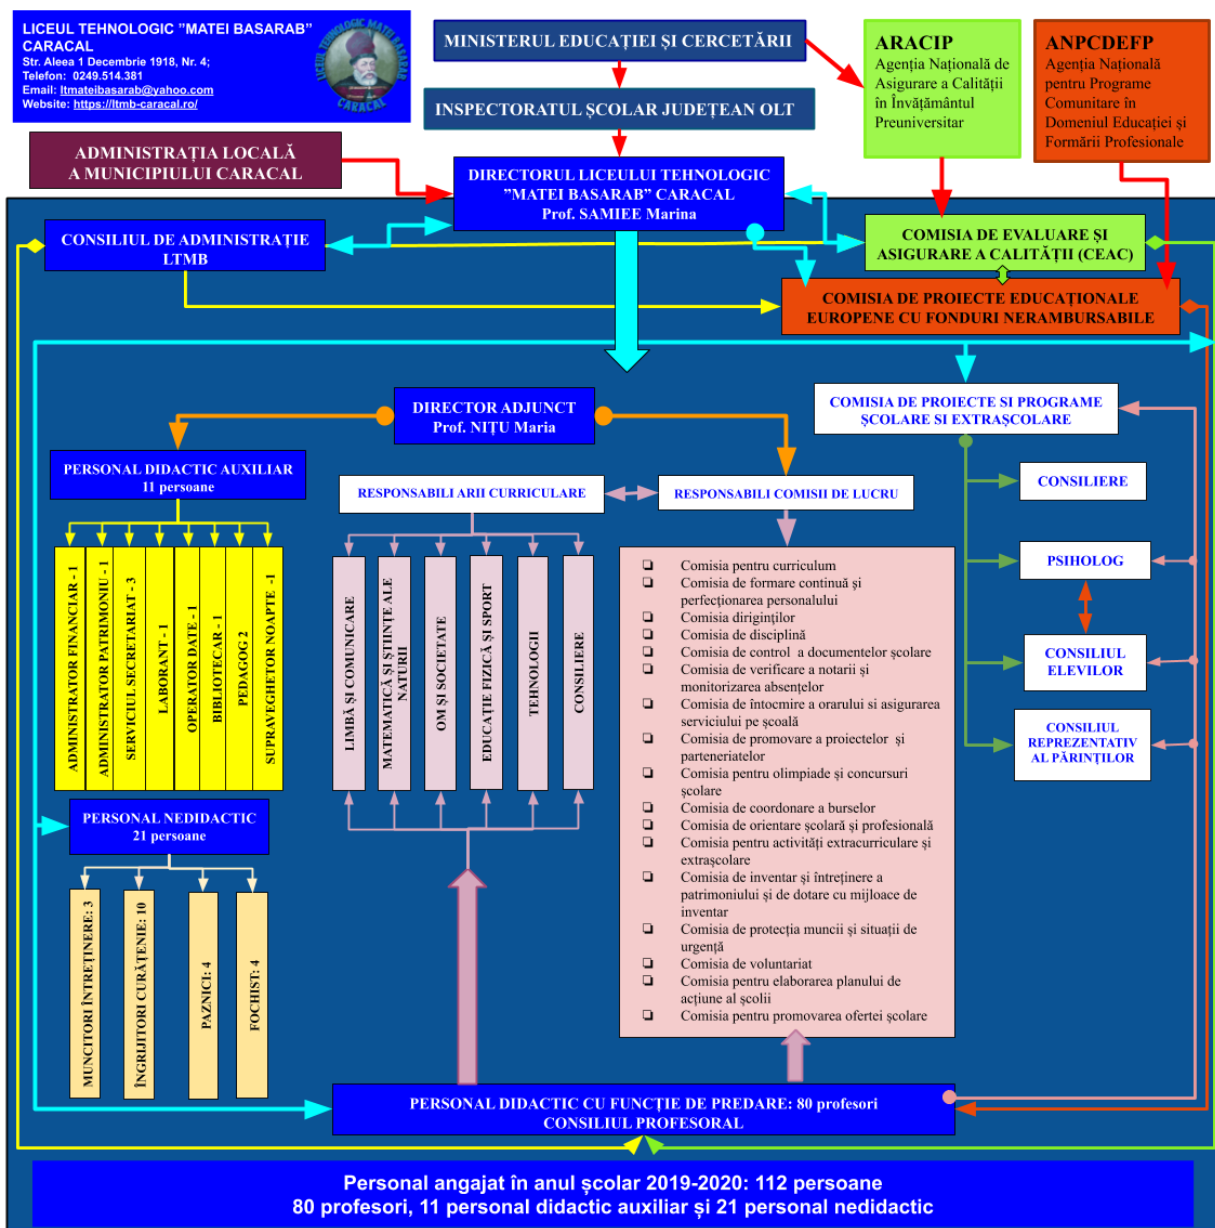 LICEUL TEHNOLOGIC ”MATEI BASARAB”
CARACAL
Str. Aleea 1 Decembrie 1918, Nr. 4;
Telefon: 0249.514.381
Email: ltmateibasarab@yahoo.com
Website: https://ltmb-caracal.ro/
LICEUL TEHNOLOGIC MATEI BASARAB
CARACAL
MINISTERUL EDUCAȚIEI ȘI CERCETĂRII
INSPECTORATUL ȘCOLAR JUDEȚEAN OLT
ARACIP
Agenția Națională de
Asigurare a Calității
în Învățământul
Preuniversitar
ANPCDEFP
Agenția Națională
pentru Programe
Comunitare în
Domeniul Educației și
Formării Profesionale
ADMINISTRAȚIA LOCALĂ
A MUNICIPIULUI CARACAL
DIRECTORUL LICEULUI TEHNOLOGIC
”MATEI BASARAB” CARACAL
Prof. SAMIEE Marina
CONSILIUL DE ADMINISTRAȚIE
LTMB
COMISIA DE EVALUARE ȘI
ASIGURARE A CALITĂȚII (CEAC)
COMISIA DE PROIECTE EDUCAȚIONALE
EUROPENE CU FONDURI NERAMBURSABILE
DIRECTOR ADJUNCT
Prof. NIȚU Maria
COMISIA DE PROIECTE SI PROGRAME
ȘCOLARE SI EXTRAȘCOLARE
PERSONAL DIDACTIC AUXILIAR
11 persoane
RESPONSABILI ARII CURRICULARE
RESPONSABILI COMISII DE LUCRU
CONSILIERE
PSIHOLOG
CONSILIUL
ELEVILOR
CONSILIUL
REPREZENTATIV
AL PĂRINȚILOR
ADMINISTRATOR FINANCIAR - 1
ADMINISTRATOR PATRIMONIU - 1
SERVICIUL SECRETARIAT - 3
LABORANT - 1
OPERATOR DATE - 1
BIBLIOTECAR - 1
PEDAGOG 2
SUPRAVEGHETOR NOAPTE -1
LIMBĂ ȘI COMUNICARE
MATEMATICĂ ȘI ȘTIINȚE ALE
NATURII
OM ȘI SOCIETATE
EDUCAȚIE FIZICĂ ȘI SPORT
TEHNOLOGII
CONSILIERE
❏ Comisia pentru curriculum
❏ Comisia de formare continuă și
perfecționarea personalului
❏ Comisia diriginților
❏ Comisia de disciplină
❏ Comisia de control a documentelor școlare
❏ Comisia de verificare a notarii și
monitorizarea absențelor
❏ Comisia de întocmire a orarului si asigurarea
serviciului pe școală
❏ Comisia de promovare a proiectelor și
parteneriatelor
❏ Comisia pentru olimpiade și concursuri
școlare
❏ Comisia de coordonare a burselor
❏ Comisia de orientare școlară și profesională
❏ Comisia pentru activități extracurriculare și
extrașcolare
❏ Comisia de inventar și întreținere a
patrimoniului și de dotare cu mijloace de
inventar
❏ Comisia de protecția muncii și situații de
urgență
❏ Comisia de voluntariat
❏ Comisia pentru elaborarea planului de
acțiune al școlii
❏ Comisia pentru promovarea ofertei școlare
PERSONAL NEDIDACTIC
21 persoane
MUNCITORI ÎNTREȚINERE: 3
ÎNGRIJITORI CURĂȚENIE: 10
PAZNICI: 4
FOCHIST: 4
PERSONAL DIDACTIC CU FUNCȚIE DE PREDARE: 80 profesori
CONSILIUL PROFESORAL
Personal angajat în anul școlar 2019-2020: 112 persoane
80 profesori, 11 personal didactic auxiliar și 21 personal nedidactic